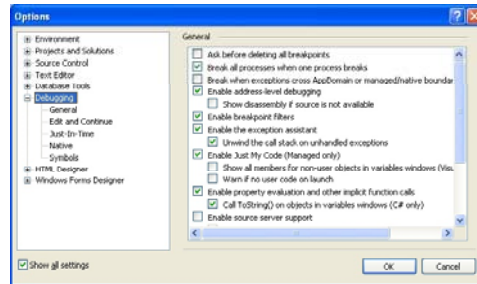 Options
Environment
Projects and Solutions
Source Control
Text Editor
Database Tools
Debugging
General
Edit and Continue
Just-In-Time
Native
Symbols
HTML Designer
Windows Forms Designer
Show all settings
General
Ask before deleting all breakpoints
Break all processes when one process breaks
Break when exceptions cross AppDomain or managed/native boundar
Enable address-level debugging
Show disassembly if source is not available
Enable breakpoint filters
Enable the exception assistant
Unwind the call stack on unhandled exceptions
Enable Just My Code (Managed only)
Show all members for non-user objects in variables windows (Visu
Warn if no user code on launch
Enable property evaluation and other implicit function calls
Call ToString() on objects in variables windows (C# only)
Enable source server support
OK
Cancel